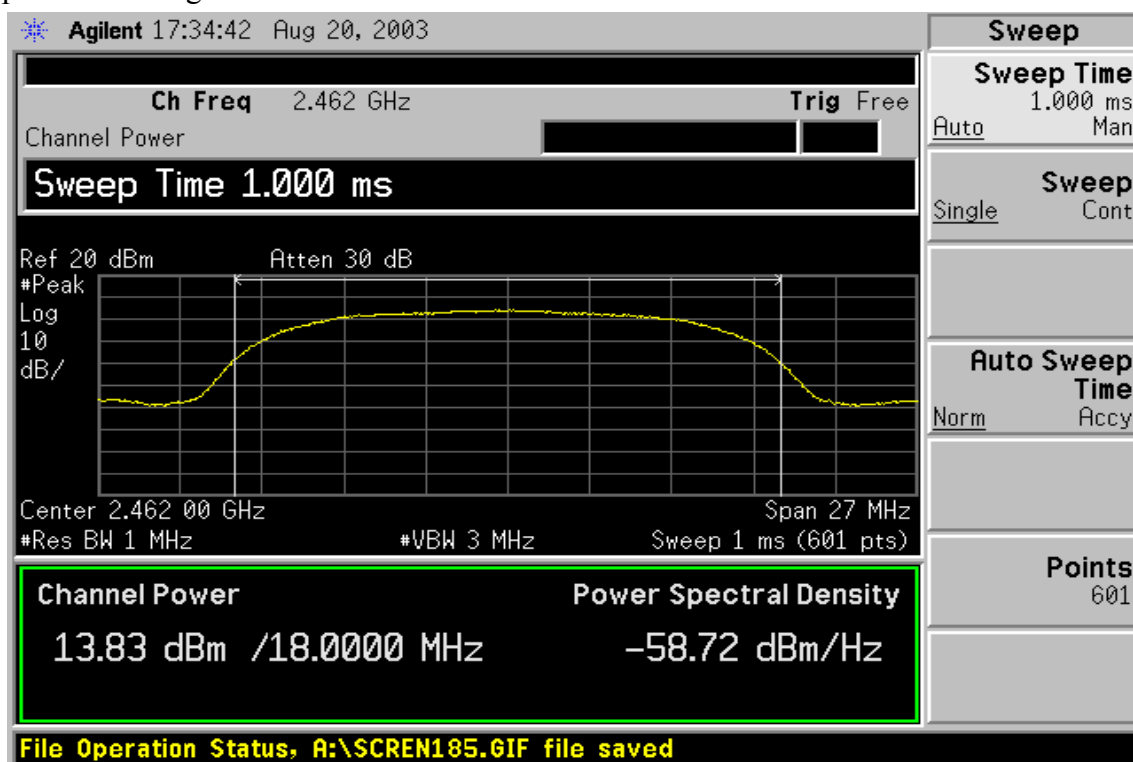 Agilent 17:34:42 Aug 20, 2003
Ch Freq 2.462 GHz Trig Free
Channel Power
Sweep Time 1.000 ms
Ref 20 dBm Atten 30 dB
#Peak
Log
10
dB/
Center 2.462 00 GHz Span 27 MHz
#Res BW 1 MHz #VBW 3 MHz Sweep 1 ms (601 pts)
Channel Power Power Spectral Density
13.83 dBm /18.0000 MHz -58.72 dBm/Hz
File Operation Status, A:\SCREN185.GIF file saved
Sweep
Sweep Time
1.000 ms
Auto Man
Sweep
Single Cont
Auto Sweep
Time
Norm Accy
Points
601